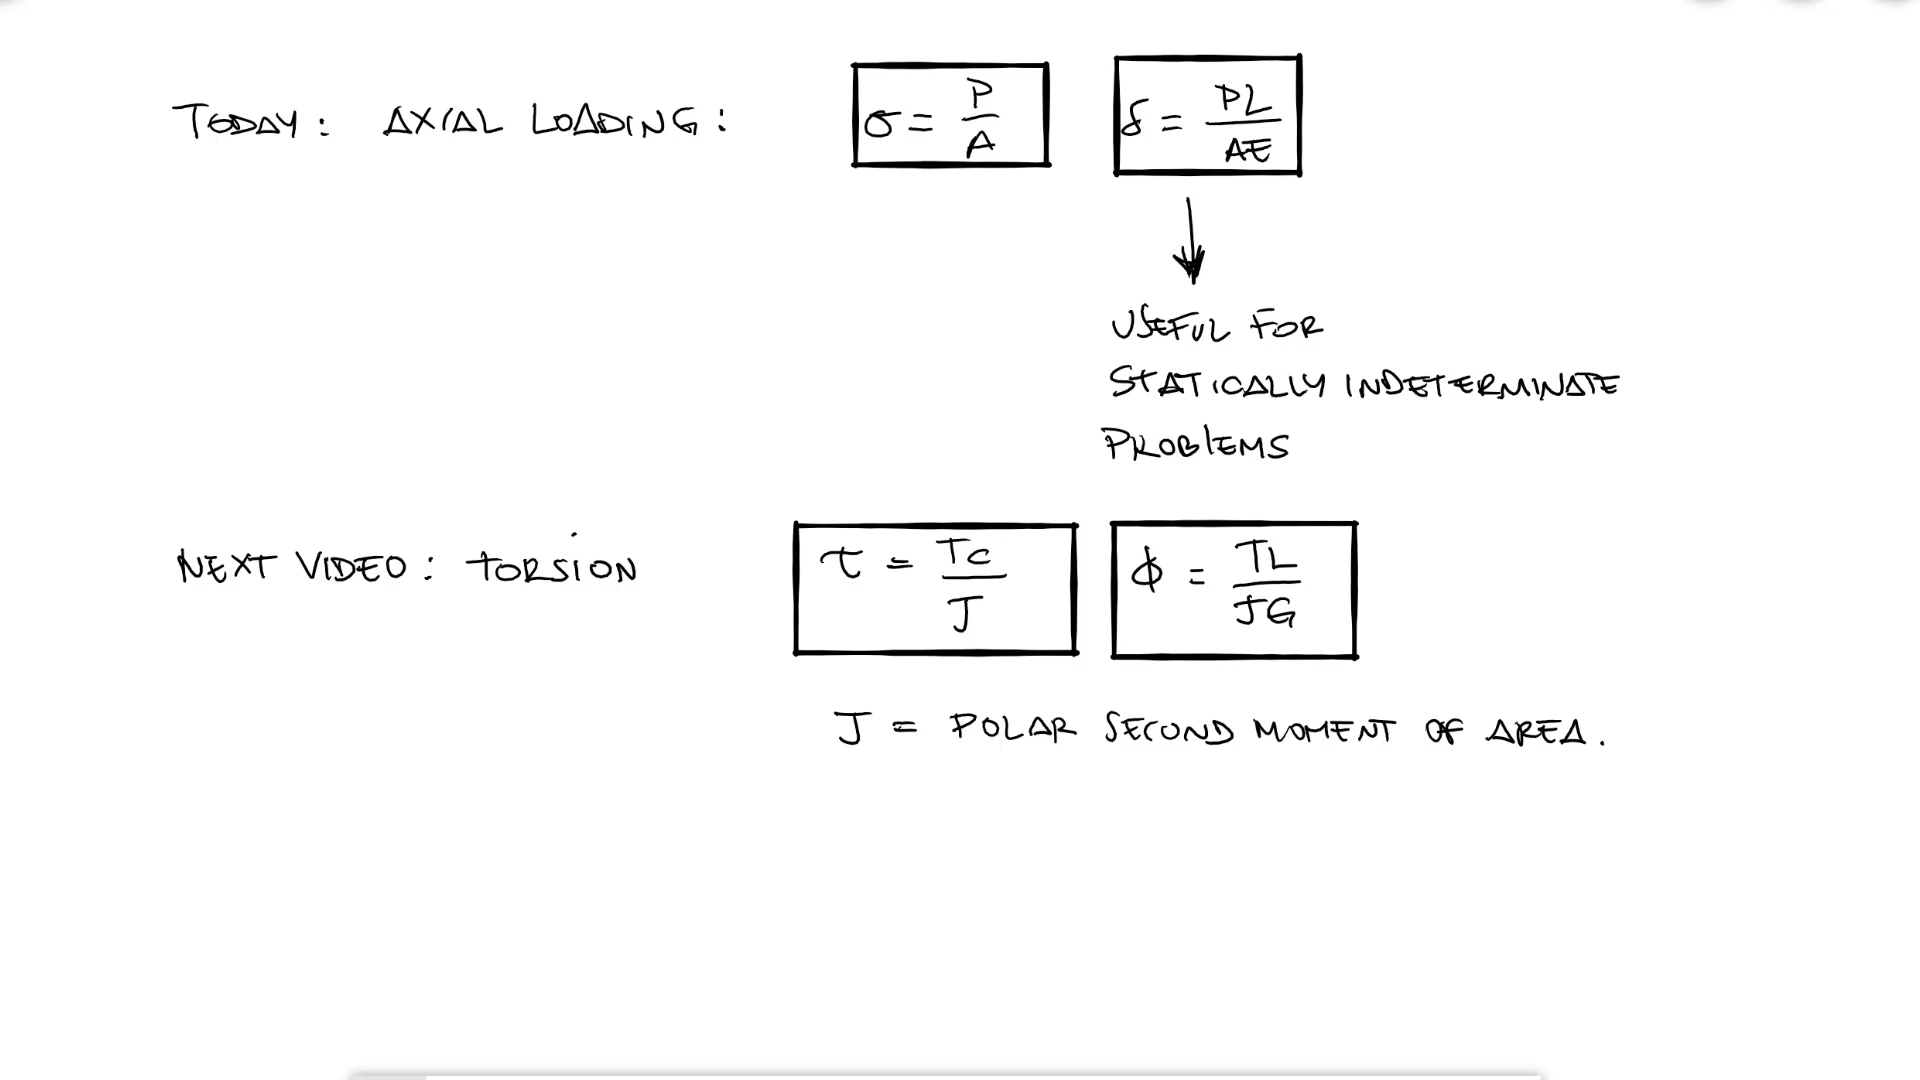 TODAY: AXIAL LOADING: σ = P/A δ = PL/AE
USEFUL FOR
STATICALLY INDETERMINATE
PROBLEMS
NEXT VIDEO: TORSION τ = Tc/J ϕ = TL/JG
J = POLAR SECOND MOMENT OF AREA.